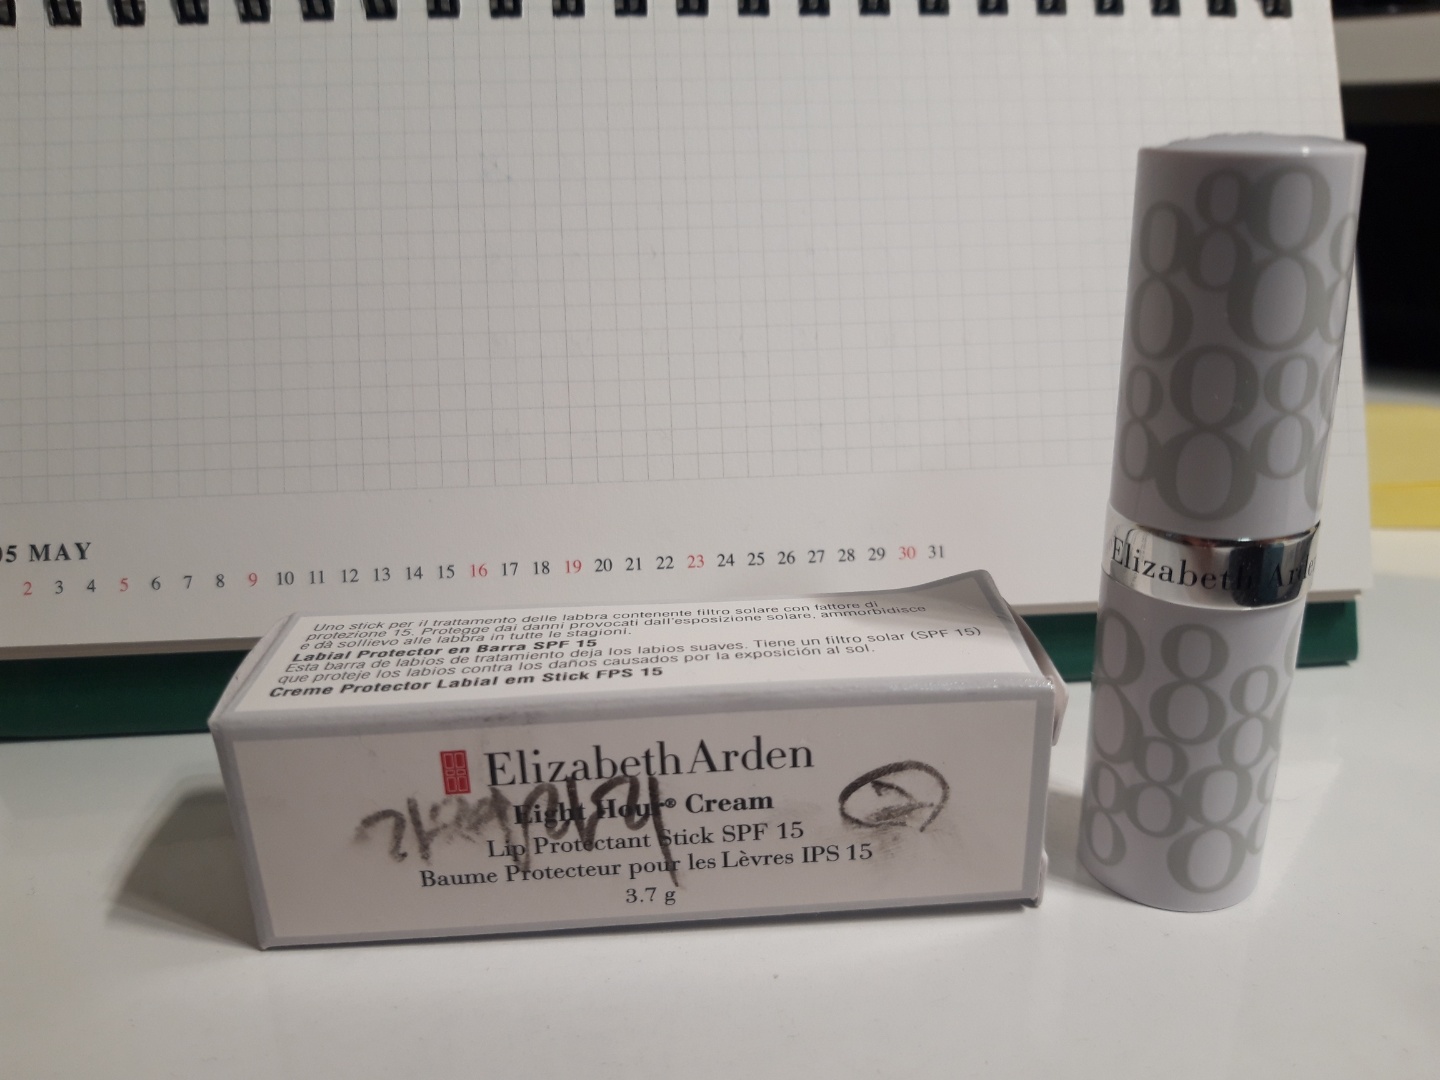 05 MAY
2 3 4 5 6 7 8 9 10 11 12 13 14 15 16 17 18 19 20 21 22 23 24 25 26 27 28 29 30 31
Uno stick per il trattamento delle labbra contenente filtro solare con fattore di
protezione 15. Protegge dai danni provocati dall'esposizione solare, ammorbidisce
e dà sollievo alle labbra in tutte le stagioni.
Labial Protector en Barra SPF 15
Esta barra de labios de tratamiento deja los labios suaves. Tiene un filtro solar (SPF 15)
que proteje los labios contra los daños causados por la exposición al sol.
Creme Protector Labial em Stick FPS 15
Elizabeth Arden
Eight Hour® Cream
Lip Protectant Stick SPF 15
Baume Protecteur pour les Lèvres IPS 15
3.7 g
Elizabeth Arden